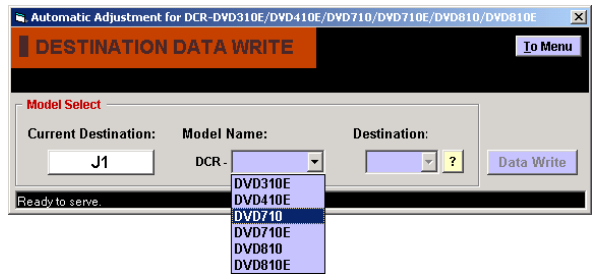 Automatic Adjustment for DCR-DVD310E/DVD410E/DVD710/DVD710E/DVD810/DVD810E
DESTINATION DATA WRITE
To Menu
Model Select
Current Destination: Model Name: Destination:
J1 DCR - ? Data Write
DVD310E
DVD410E
DVD710
DVD710E
DVD810
DVD810E
Ready to serve.